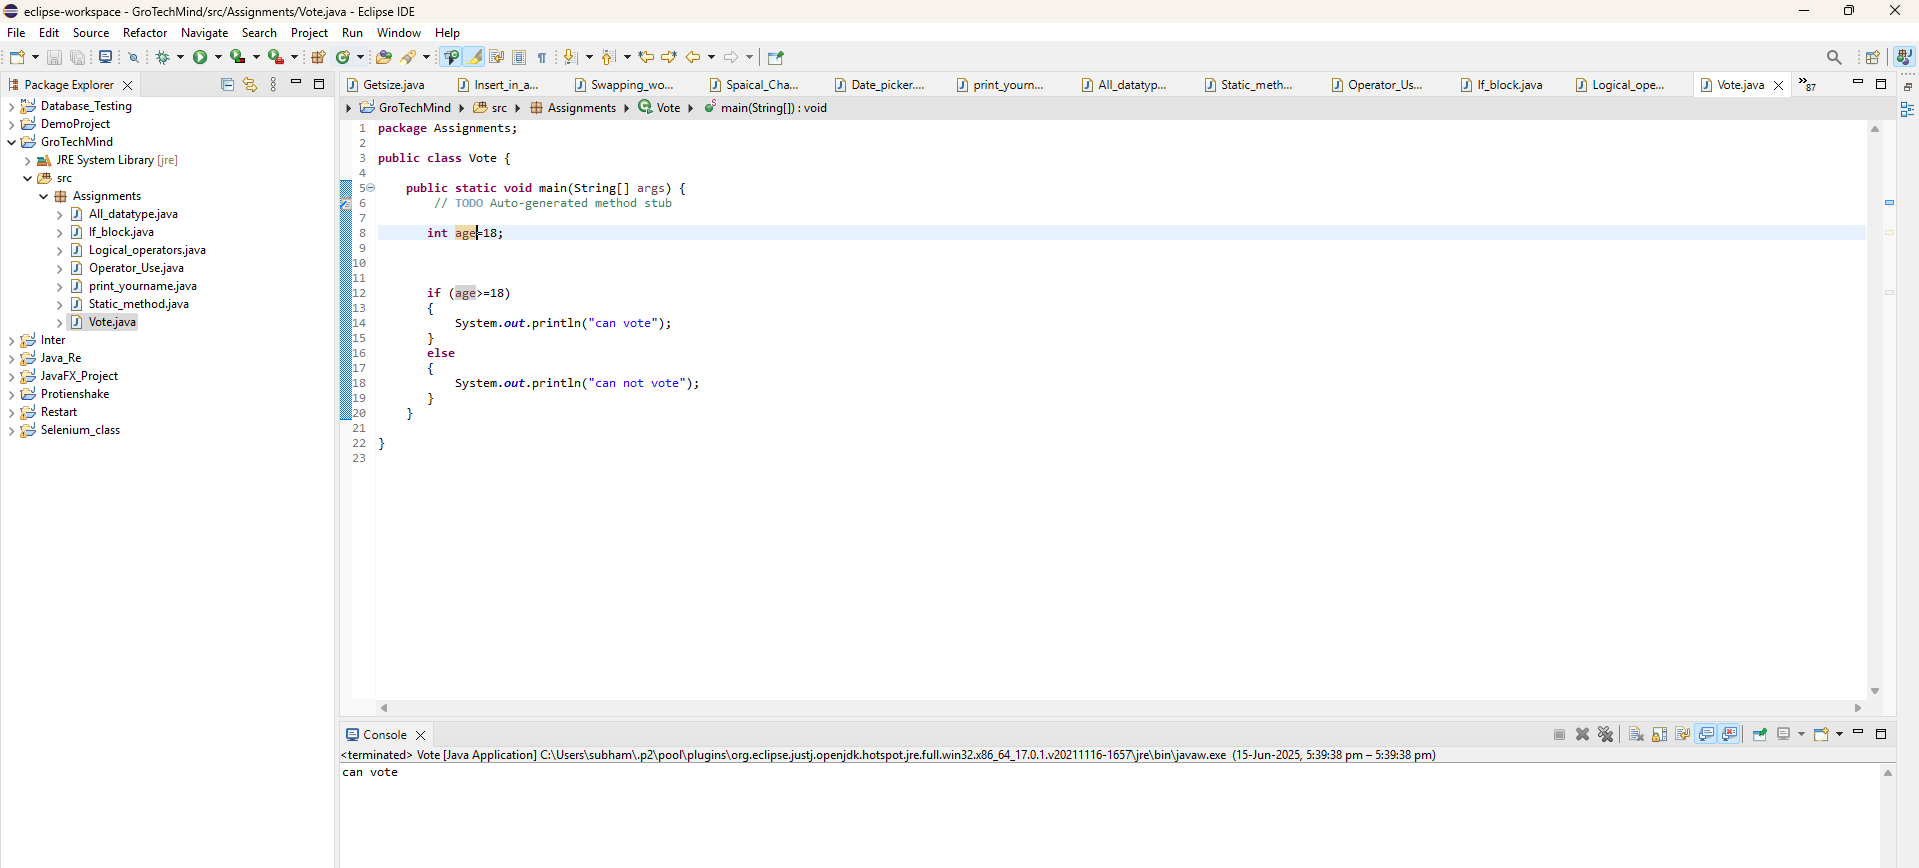 eclipse-workspace - GroTechMind/src/Assignments/Vote.java - Eclipse IDE
File Edit Source Refactor Navigate Search Project Run Window Help
Package Explorer
Database_Testing
DemoProject
GroTechMind
JRE System Library [jre]
src
Assignments
All_datatype.java
If_block.java
Logical_operators.java
Operator_Use.java
print_yourname.java
Static_method.java
Vote.java
Inter
Java_Re
JavaFX_Project
Protienshake
Restart
Selenium_class
Getsize.java Insert_in_a... Swapping_wo... Spaical_Cha... Date_picker.... print_yourn... All_datatyp... Static_meth... Operator_Us... If_block.java Logical_ope... Vote.java »87
GroTechMind src Assignments Vote main(String[]) : void
1 package Assignments;
2
3 public class Vote {
4
5 public static void main(String[] args) {
6 // TODO Auto-generated method stub
7
8 int age=18;
9
10
11
12 if (age>=18)
13 {
14 System.out.println("can vote");
15 }
16 else
17 {
18 System.out.println("can not vote");
19 }
20 }
21
22 }
23
Console
<terminated> Vote [Java Application] C:\Users\subham\.p2\pool\plugins\org.eclipse.justj.openjdk.hotspot.jre.full.win32.x86_64_17.0.1.v20211116-1657\jre\bin\javaw.exe (15-Jun-2025, 5:39:38 pm – 5:39:38 pm)
can vote